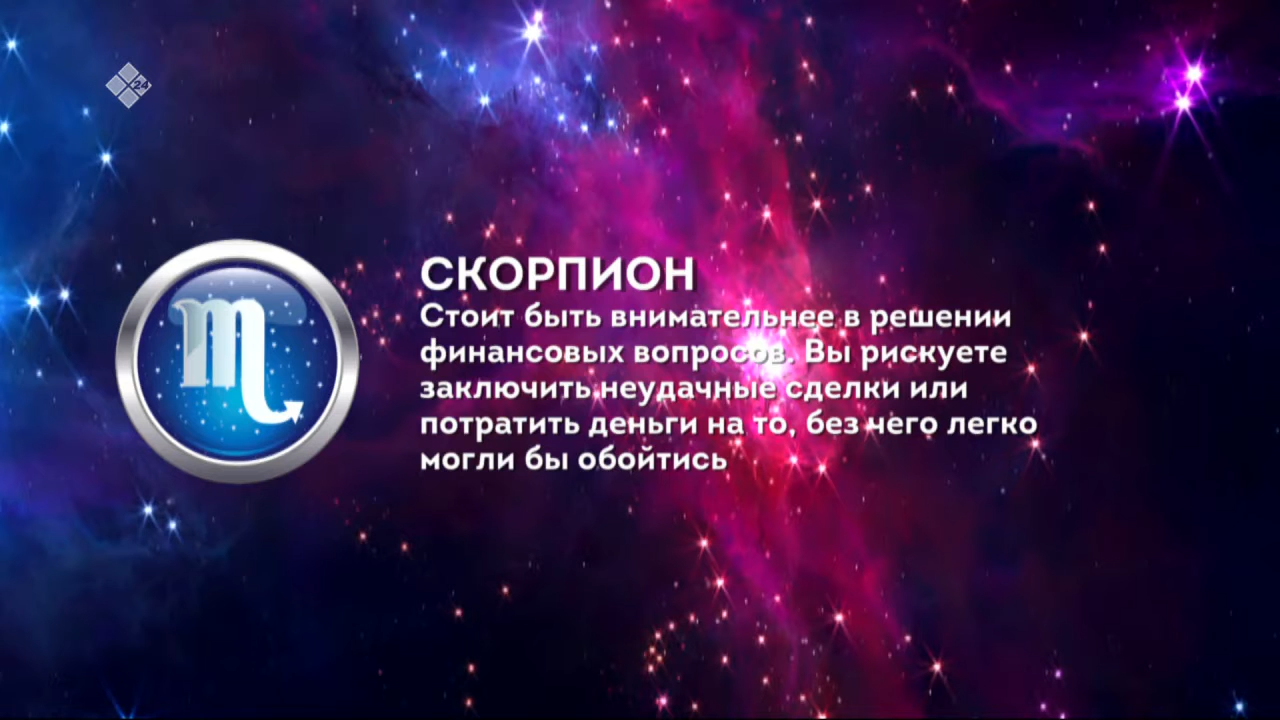 24
СКОРПИОН
Стоит быть внимательнее в решении
финансовых вопросов. Вы рискуете
заключить неудачные сделки или
потратить деньги на то, без чего легко
могли бы обойтись